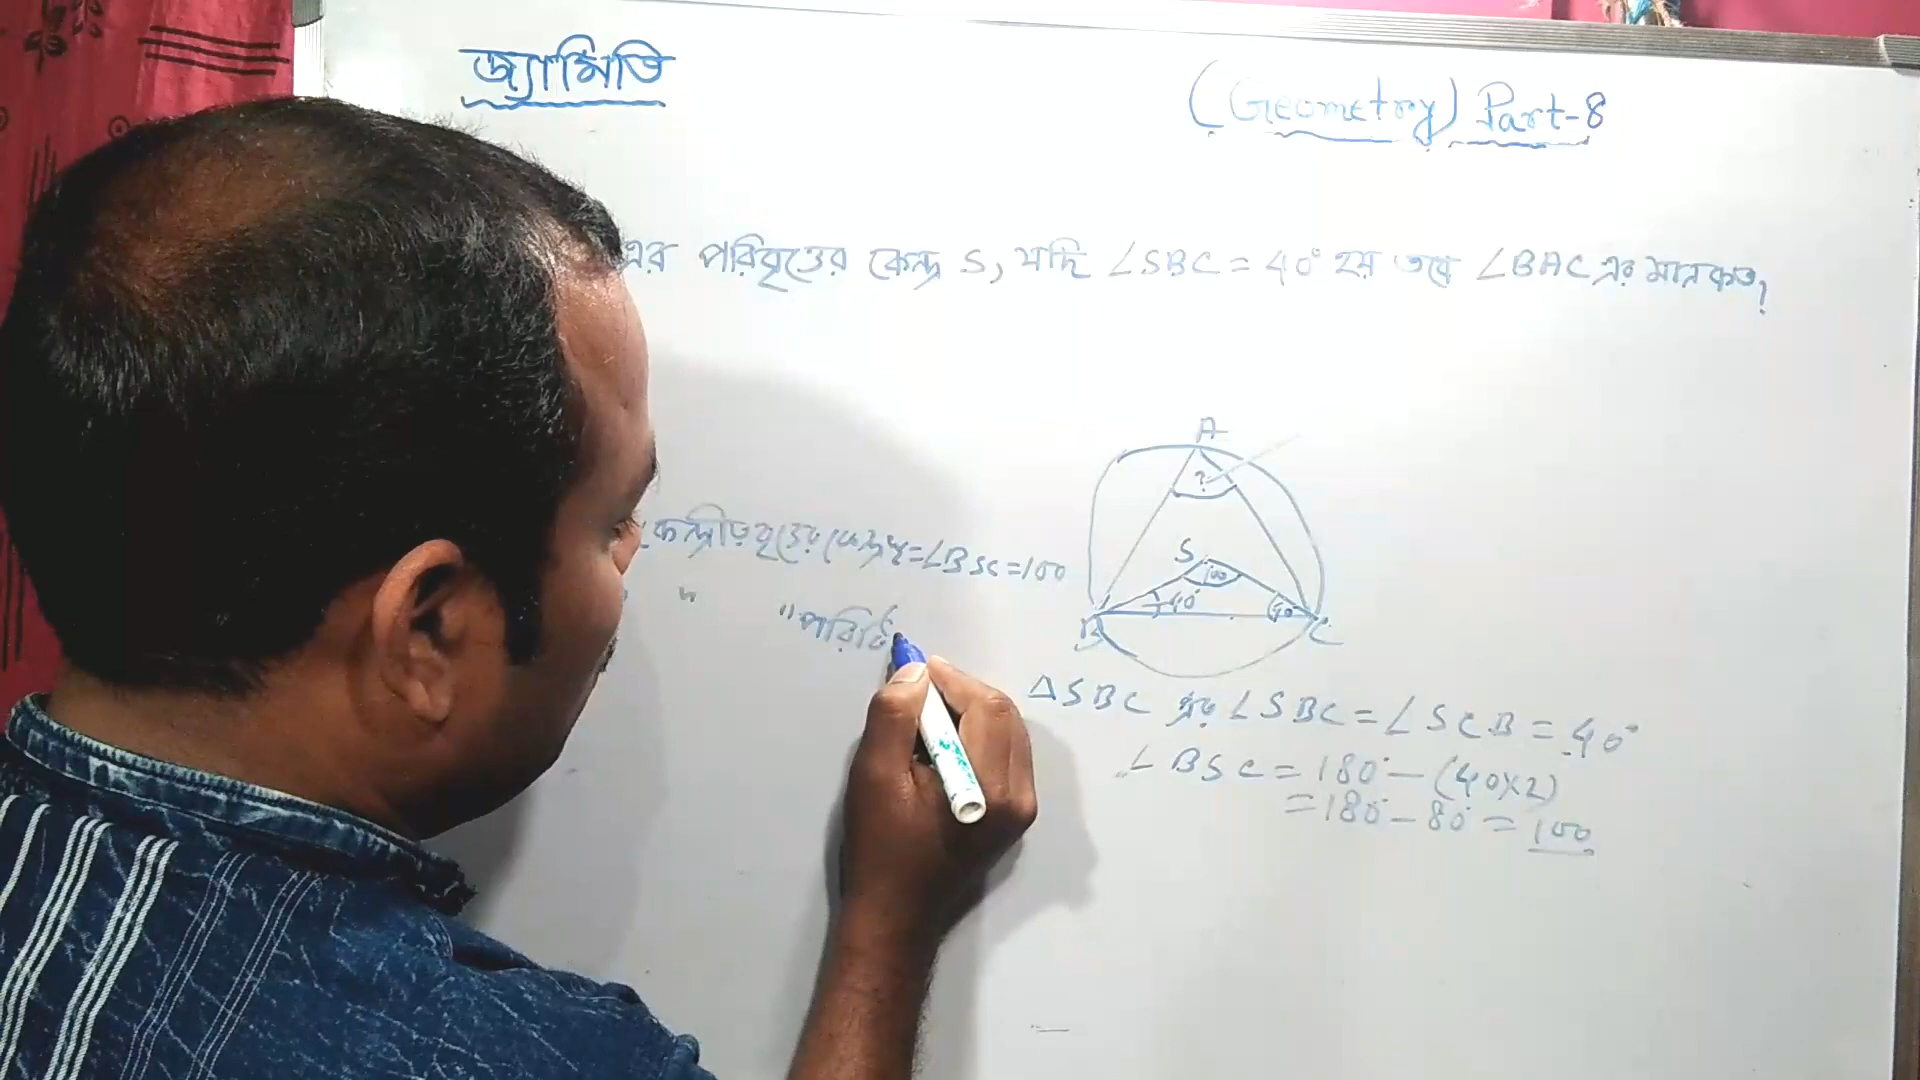 জ্যামিতি
(Geometry) Part-8
এর পরিবৃত্তের কেন্দ্র S, যদি ∠SBC = 40° হয় তবে ∠BAC এর মান কত?
A
?
S
100
40°
40
B
C
=∠BSC=100
" "পরিধি
ΔSBC এর ∠SBC = ∠SCB = 40°
∠BSC = 180° - (40×2)
= 180° - 80° = 100